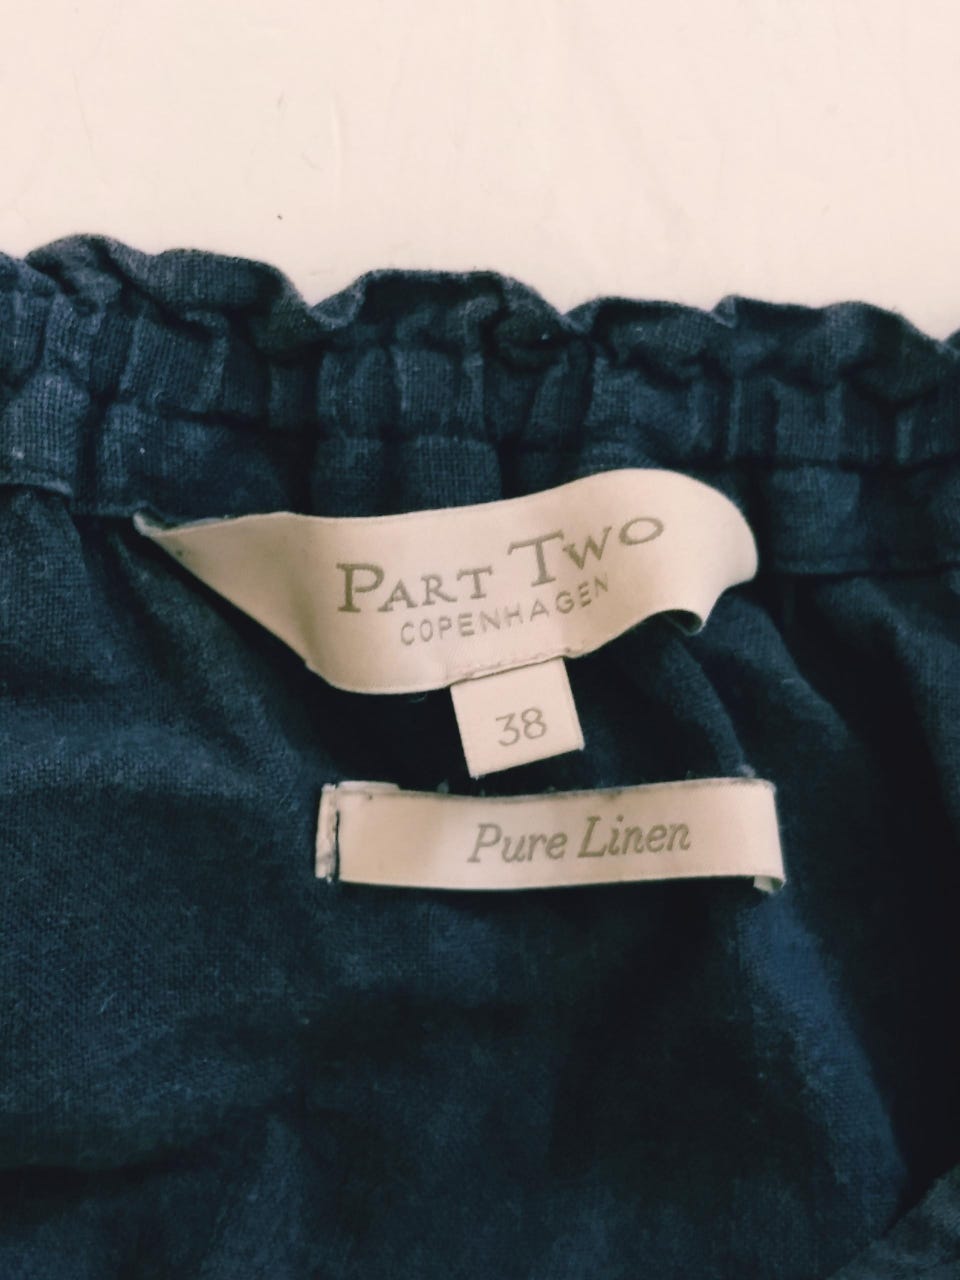 PART TWO
COPENHAGEN
38
Pure Linen